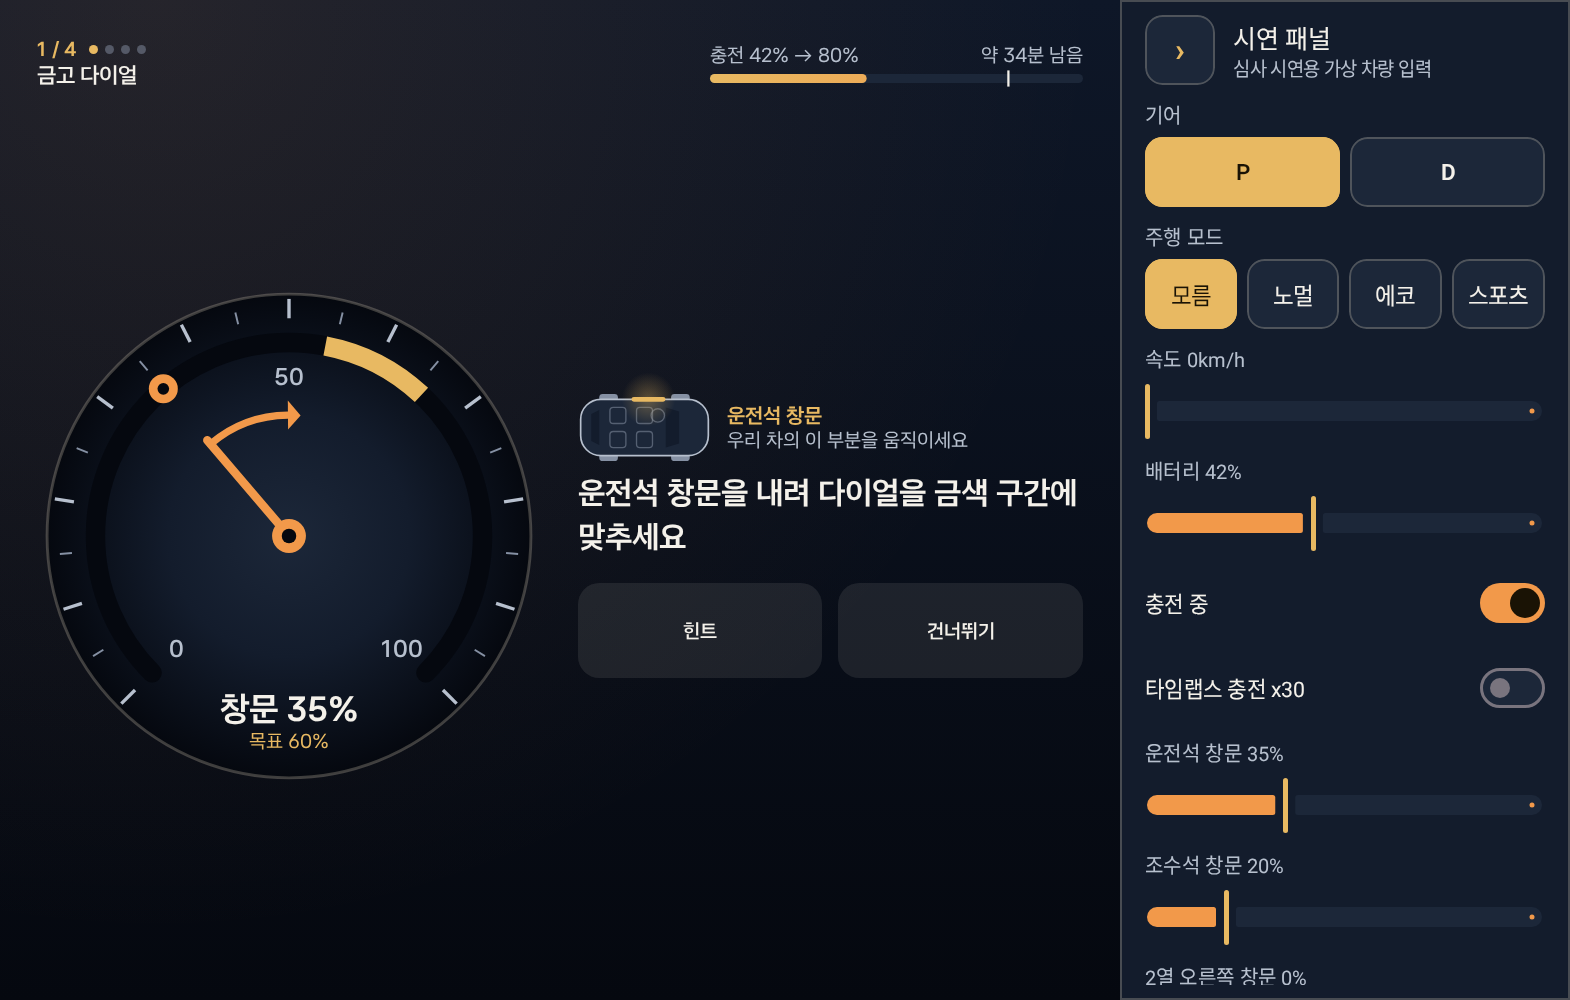 1 / 4
금고 다이얼
충전 42% → 80%
약 34분 남음
50
0
100
창문 35%
목표 60%
운전석 창문
우리 차의 이 부분을 움직이세요
운전석 창문을 내려 다이얼을 금색 구간에
맞추세요
힌트
건너뛰기
›
시연 패널
심사 시연용 가상 차량 입력
기어
P
D
주행 모드
모름
노멀
에코
스포츠
속도 0km/h
배터리 42%
충전 중
타임랩스 충전 x30
운전석 창문 35%
조수석 창문 20%
2열 오른쪽 창문 0%